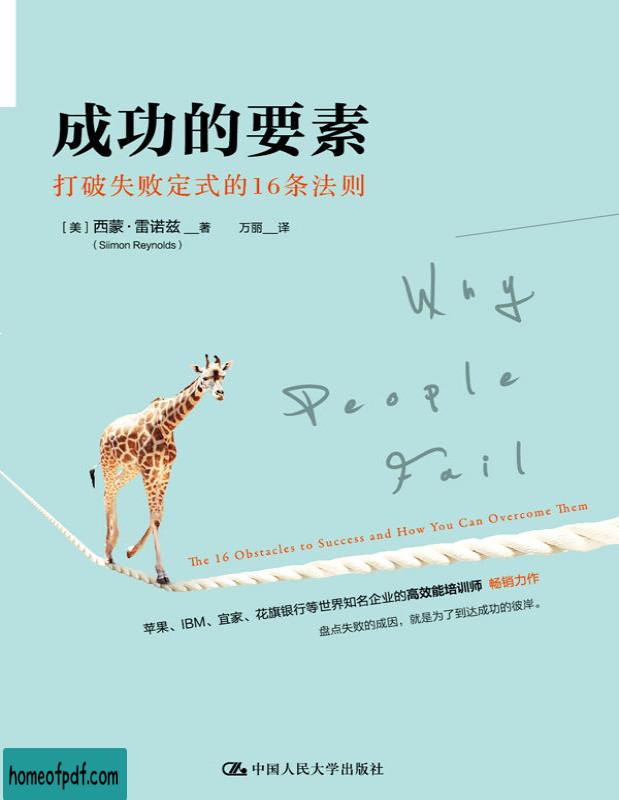 成功的要素
打破失败定式的16条法则
[美]西蒙·雷诺兹__著 万丽__译
(Siimon Reynolds)
Why
People
Fail
The 16 Obstacles to Success and How You Can Overcome Them
苹果、IBM、宜家、花旗银行等世界知名企业的高效能培训师 畅销力作
盘点失败的成因，就是为了到达成功的彼岸。
中国人民大学出版社
homeofpdf.com